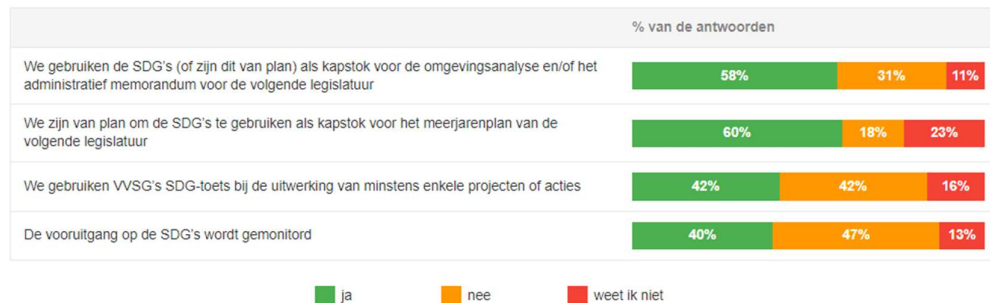 % van de antwoorden
We gebruiken de SDG's (of zijn dit van plan) als kapstok voor de omgevingsanalyse en/of het
administratief memorandum voor de volgende legislatuur
58% 31% 11%
We zijn van plan om de SDG's te gebruiken als kapstok voor het meerjarenplan van de
volgende legislatuur
60% 18% 23%
We gebruiken VVSG's SDG-toets bij de uitwerking van minstens enkele projecten of acties
42% 42% 16%
De vooruitgang op de SDG's wordt gemonitord
40% 47% 13%
ja nee weet ik niet